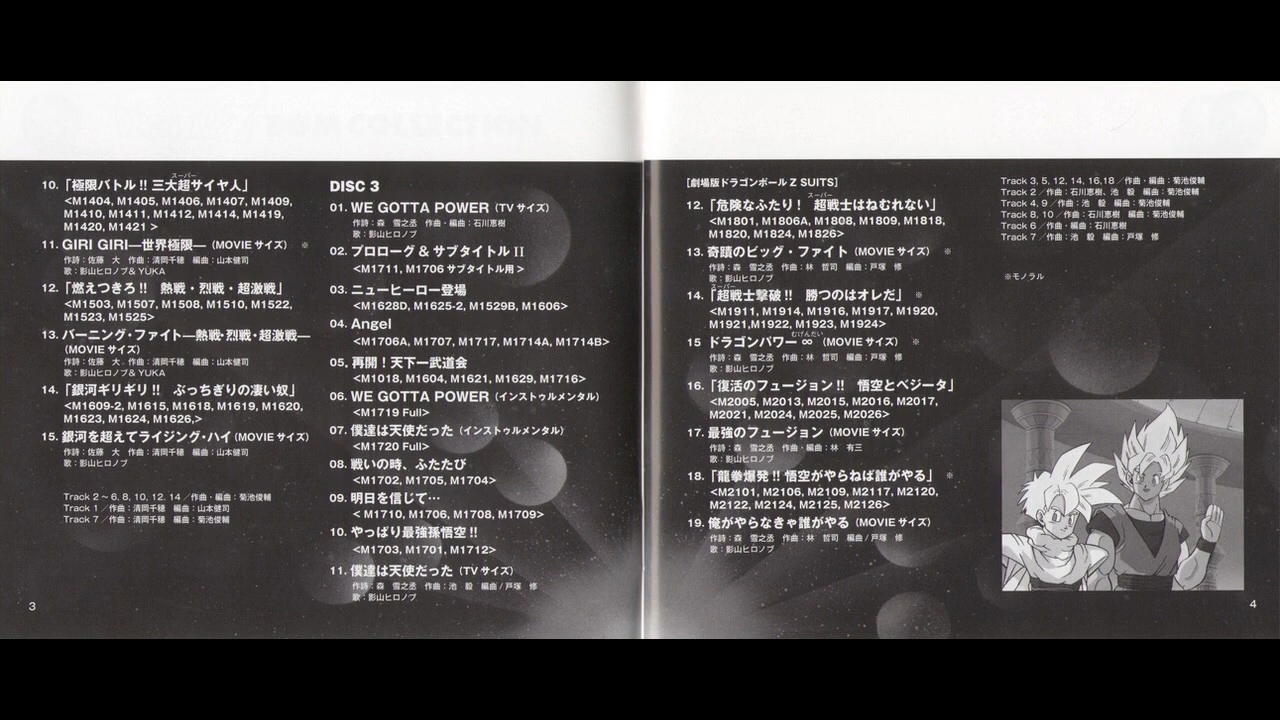 BGM COLLECTION
10.「極限バトル!! 三大超サイヤ人」
スーパー
<M1404, M1405, M1406, M1407, M1409,
M1410, M1411, M1412, M1414, M1419,
M1420, M1421 >
11. GIRI GIRI—世界極限—(MOVIE サイズ) ※
作詩:佐藤 大 作曲:清岡千穂 編曲:山本健司
歌:影山ヒロノブ& YUKA
12.「燃えつきろ!! 熱戦・烈戦・超激戦」
<M1503, M1507, M1508, M1510, M1522,
M1523, M1525>
13. バーニング・ファイト—熱戦・烈戦・超激戦—
(MOVIE サイズ)
作詩:佐藤 大 作曲:清岡千穂 編曲:山本健司
歌:影山ヒロノブ& YUKA
14.「銀河ギリギリ!! ぶっちぎりの凄い奴」
<M1609-2, M1615, M1618, M1619, M1620,
M1623, M1624, M1626,>
15. 銀河を超えてライジング・ハイ(MOVIE サイズ)
作詩:佐藤 大 作曲:清岡千穂 編曲:山本健司
歌:影山ヒロノブ
Track 2 〜 6, 8, 10, 12, 14 /作曲・編曲:菊池俊輔
Track 1 /作曲:清岡千穂 編曲:山本健司
Track 7 /作曲:清岡千穂 編曲:菊池俊輔
3
DISC 3
01. WE GOTTA POWER(TV サイズ)
作詩:森 雪之丞 作曲・編曲:石川恵樹
歌:影山ヒロノブ
02. プロローグ & サブタイトル II
<M1711, M1706 サブタイトル用 >
03. ニューヒーロー登場
<M1628D, M1625-2, M1529B, M1606>
04. Angel
<M1706A, M1707, M1717, M1714A, M1714B>
05. 再開!天下一武道会
<M1018, M1604, M1621, M1629, M1716>
06. WE GOTTA POWER(インストゥルメンタル)
<M1719 Full>
07. 僕達は天使だった(インストゥルメンタル)
<M1720 Full>
08. 戦いの時、ふたたび
<M1702, M1705, M1704>
09. 明日を信じて…
< M1710, M1706, M1708, M1709>
10. やっぱり最強孫悟空!!
<M1703, M1701, M1712>
11. 僕達は天使だった(TV サイズ)
作詩:森 雪之丞 作曲:池 毅 編曲/戸塚 修
歌:影山ヒロノブ
[劇場版ドラゴンボール Z SUITS]
スーパー
12.「危険なふたり! 超戦士はねむれない」
<M1801, M1806A, M1808, M1809, M1818,
M1820, M1824, M1826>
13. 奇蹟のビッグ・ファイト(MOVIE サイズ) ※
作詩:森 雪之丞 作曲:林 哲司 編曲:戸塚 修
歌:影山ヒロノブ
スーパー
14.「超戦士撃破!! 勝つのはオレだ」 ※
<M1911, M1914, M1916, M1917, M1920,
M1921,M1922, M1923, M1924>
むげんだい
15 ドラゴンパワー ∞(MOVIE サイズ) ※
作詩:森 雪之丞 作曲:林 哲司 編曲:戸塚 修
歌:影山ヒロノブ
16.「復活のフュージョン!! 悟空とベジータ」
<M2005, M2013, M2015, M2016, M2017,
M2021, M2024, M2025, M2026>
17. 最強のフュージョン(MOVIE サイズ)
作詩:森 雪之丞 作曲・編曲:林 有三
歌:影山ヒロノブ
18.「龍拳爆発!! 悟空がやらねば誰がやる」 ※
<M2101, M2106, M2109, M2117, M2120,
M2122, M2124, M2125, M2126>
19. 俺がやらなきゃ誰がやる(MOVIE サイズ)
作詩:森 雪之丞 作曲:林 哲司 編曲/戸塚 修
歌:影山ヒロノブ
Track 3, 5, 12, 14, 16,18 /作曲・編曲:菊池俊輔
Track 2 /作曲:石川恵樹、池 毅 編曲:菊池俊輔
Track 4, 9 /作曲:池 毅 編曲:菊池俊輔
Track 8, 10 /作曲:石川恵樹 編曲:菊池俊輔
Track 6 /作曲・編曲:石川恵樹
Track 7 /作曲:池 毅 編曲:戸塚 修
※モノラル
4